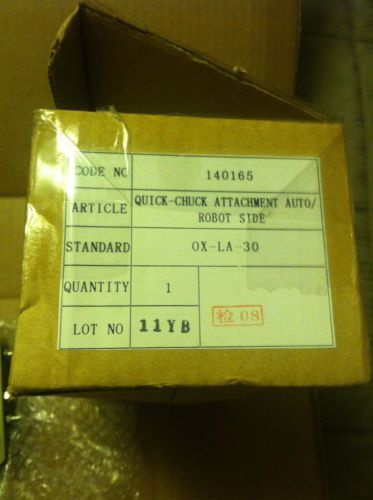 CODE NO 140165
ARTICLE QUICK-CHUCK ATTACHMENT AUTO/
ROBOT SIDE
STANDARD OX-LA-30
QUANTITY 1
LOT NO 11YB
検 08